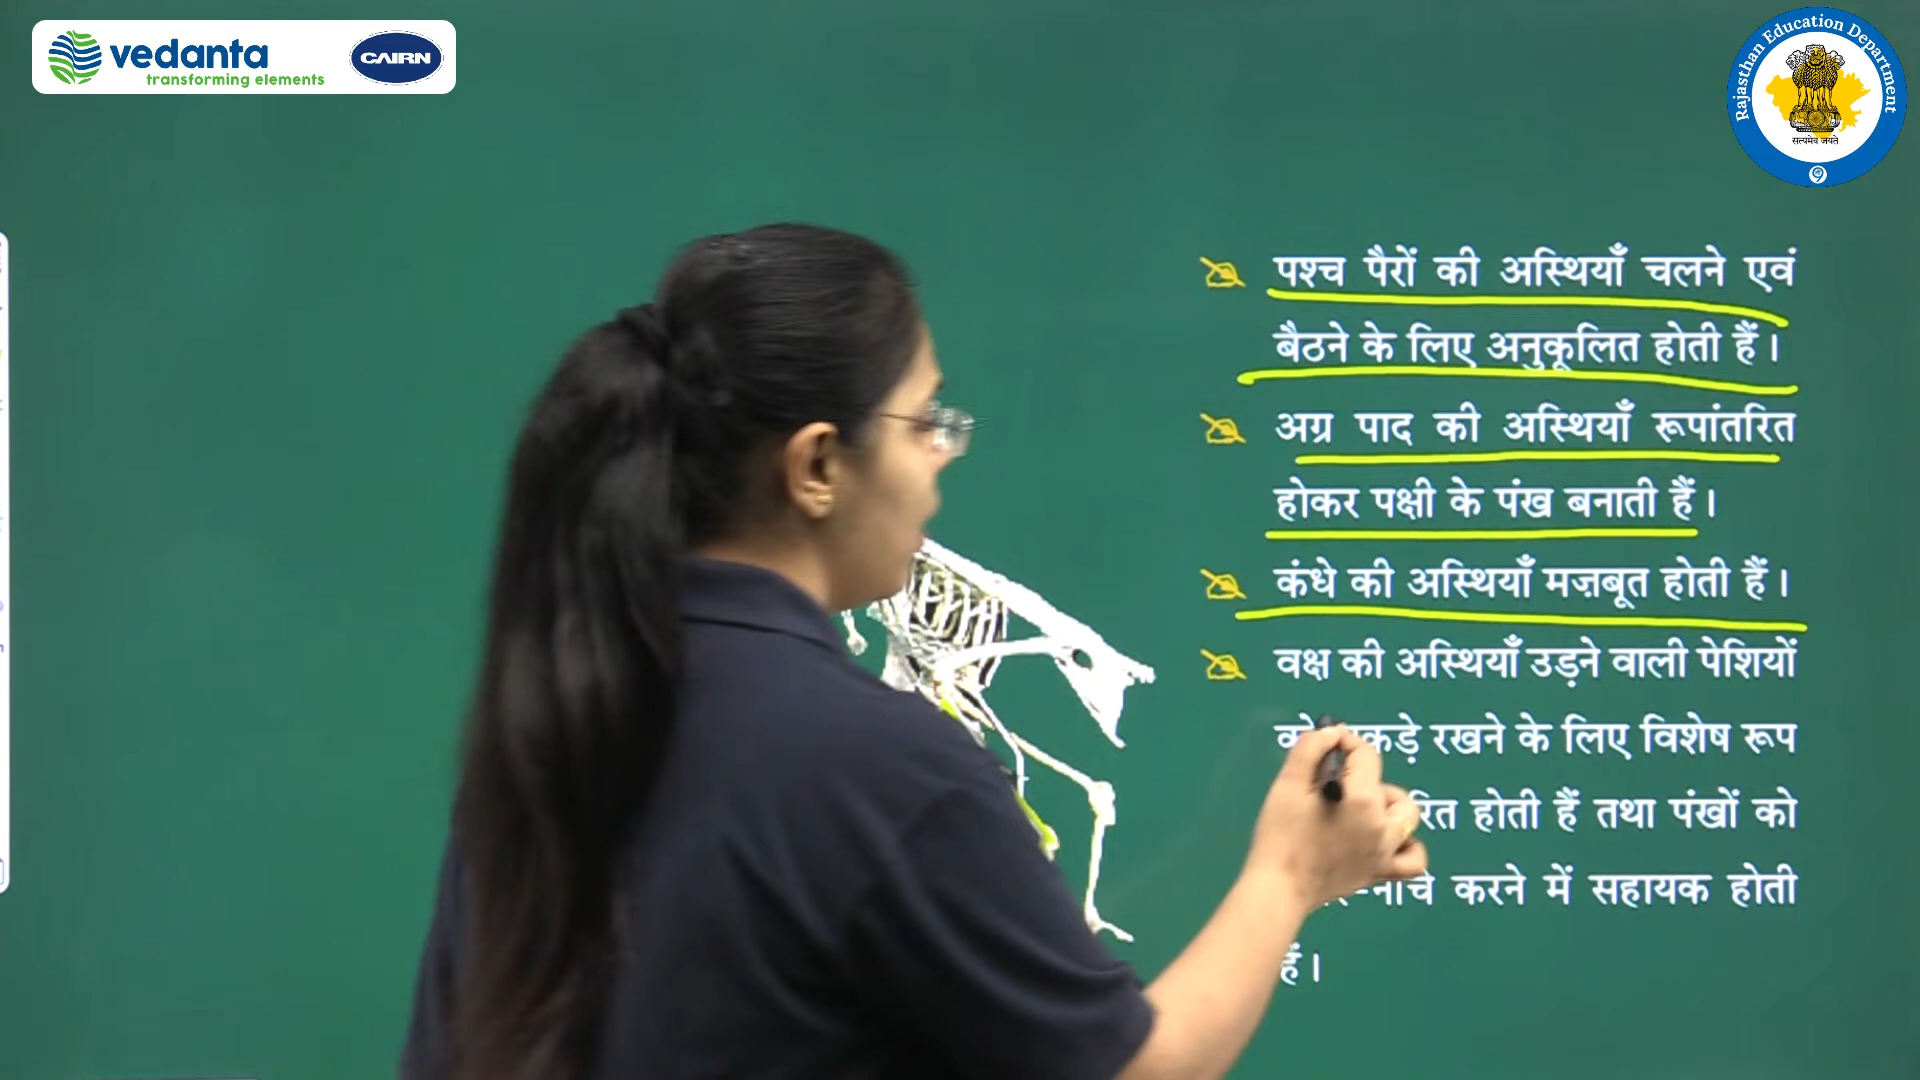 vedanta
transforming elements
CAIRN
Rajasthan Education Department
सत्यमेव जयते
पश्च पैरों की अस्थियाँ चलने एवं
बैठने के लिए अनुकूलित होती हैं।
अग्र पाद की अस्थियाँ रूपांतरित
होकर पक्षी के पंख बनाती हैं।
कंधे की अस्थियाँ मज़बूत होती हैं।
वक्ष की अस्थियाँ उड़ने वाली पेशियों
रखने के लिए विशेष रूप
होती हैं तथा पंखों को
करने में सहायक होती
हैं।